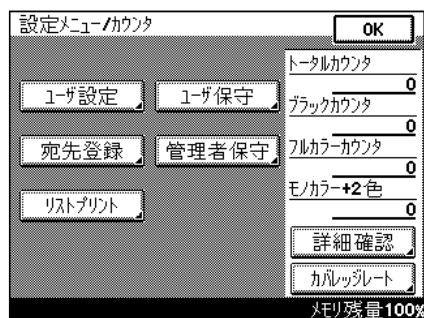 設定メニュー/カウンタ
OK
ユーザ設定
ユーザ保守
宛先登録
管理者保守
リストプリント
トータルカウンタ
0
ブラックカウンタ
0
フルカラーカウンタ
0
モノカラー+2色
0
詳細確認
カバレッジレート
メモリ残量100%